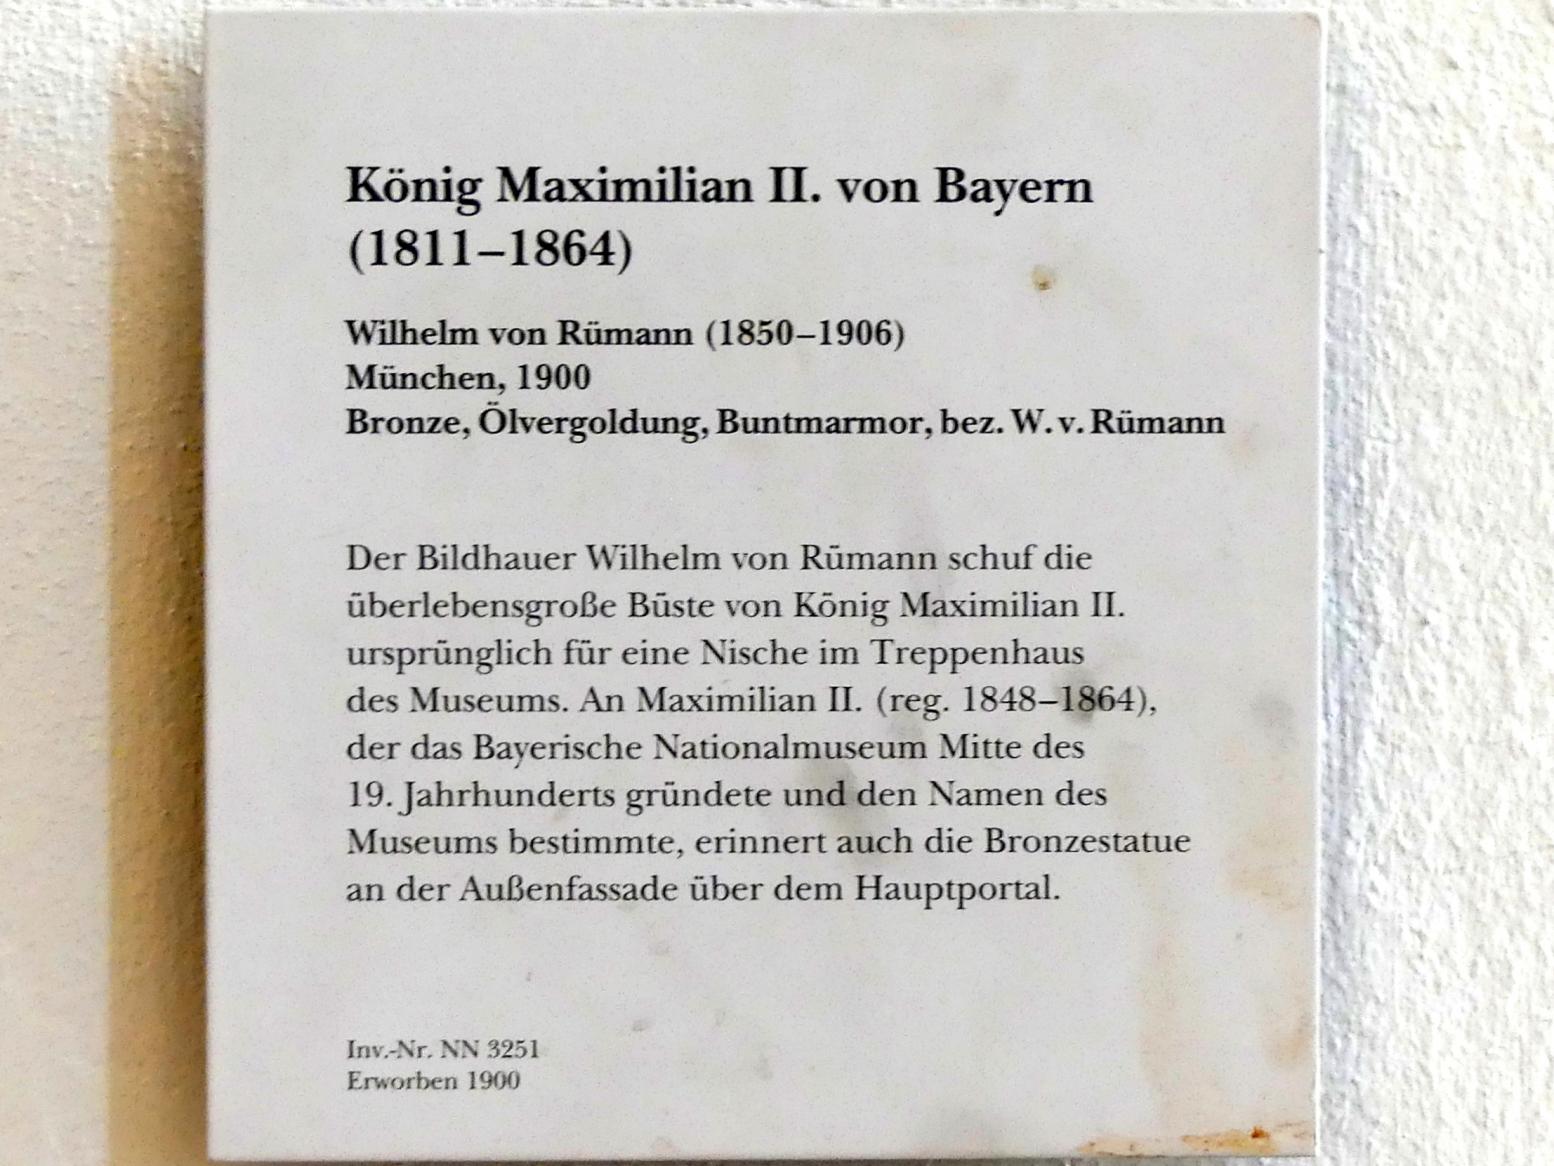 König Maximilian II. von Bayern
(1811–1864)
Wilhelm von Rümann (1850–1906)
München, 1900
Bronze, Ölvergoldung, Buntmarmor, bez. W. v. Rümann
Der Bildhauer Wilhelm von Rümann schuf die
überlebensgroße Büste von König Maximilian II.
ursprünglich für eine Nische im Treppenhaus
des Museums. An Maximilian II. (reg. 1848–1864),
der das Bayerische Nationalmuseum Mitte des
19. Jahrhunderts gründete und den Namen des
Museums bestimmte, erinnert auch die Bronzestatue
an der Außenfassade über dem Hauptportal.
Inv.-Nr. NN 3251
Erworben 1900